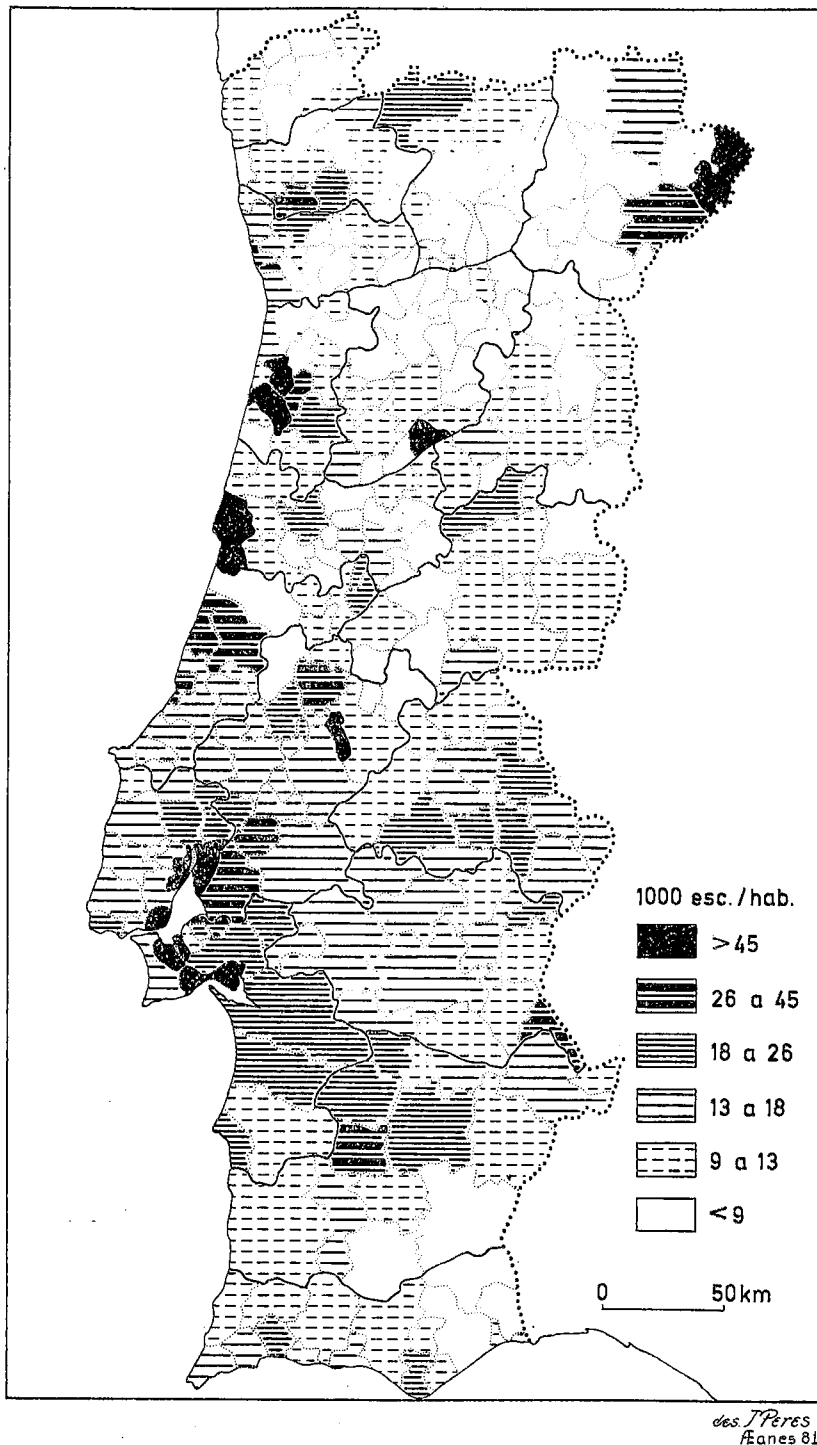 1000 esc./hab.
>45
26 a 45
18 a 26
13 a 18
9 a 13
<9
0 50km
des. J Peres
Æanes 81